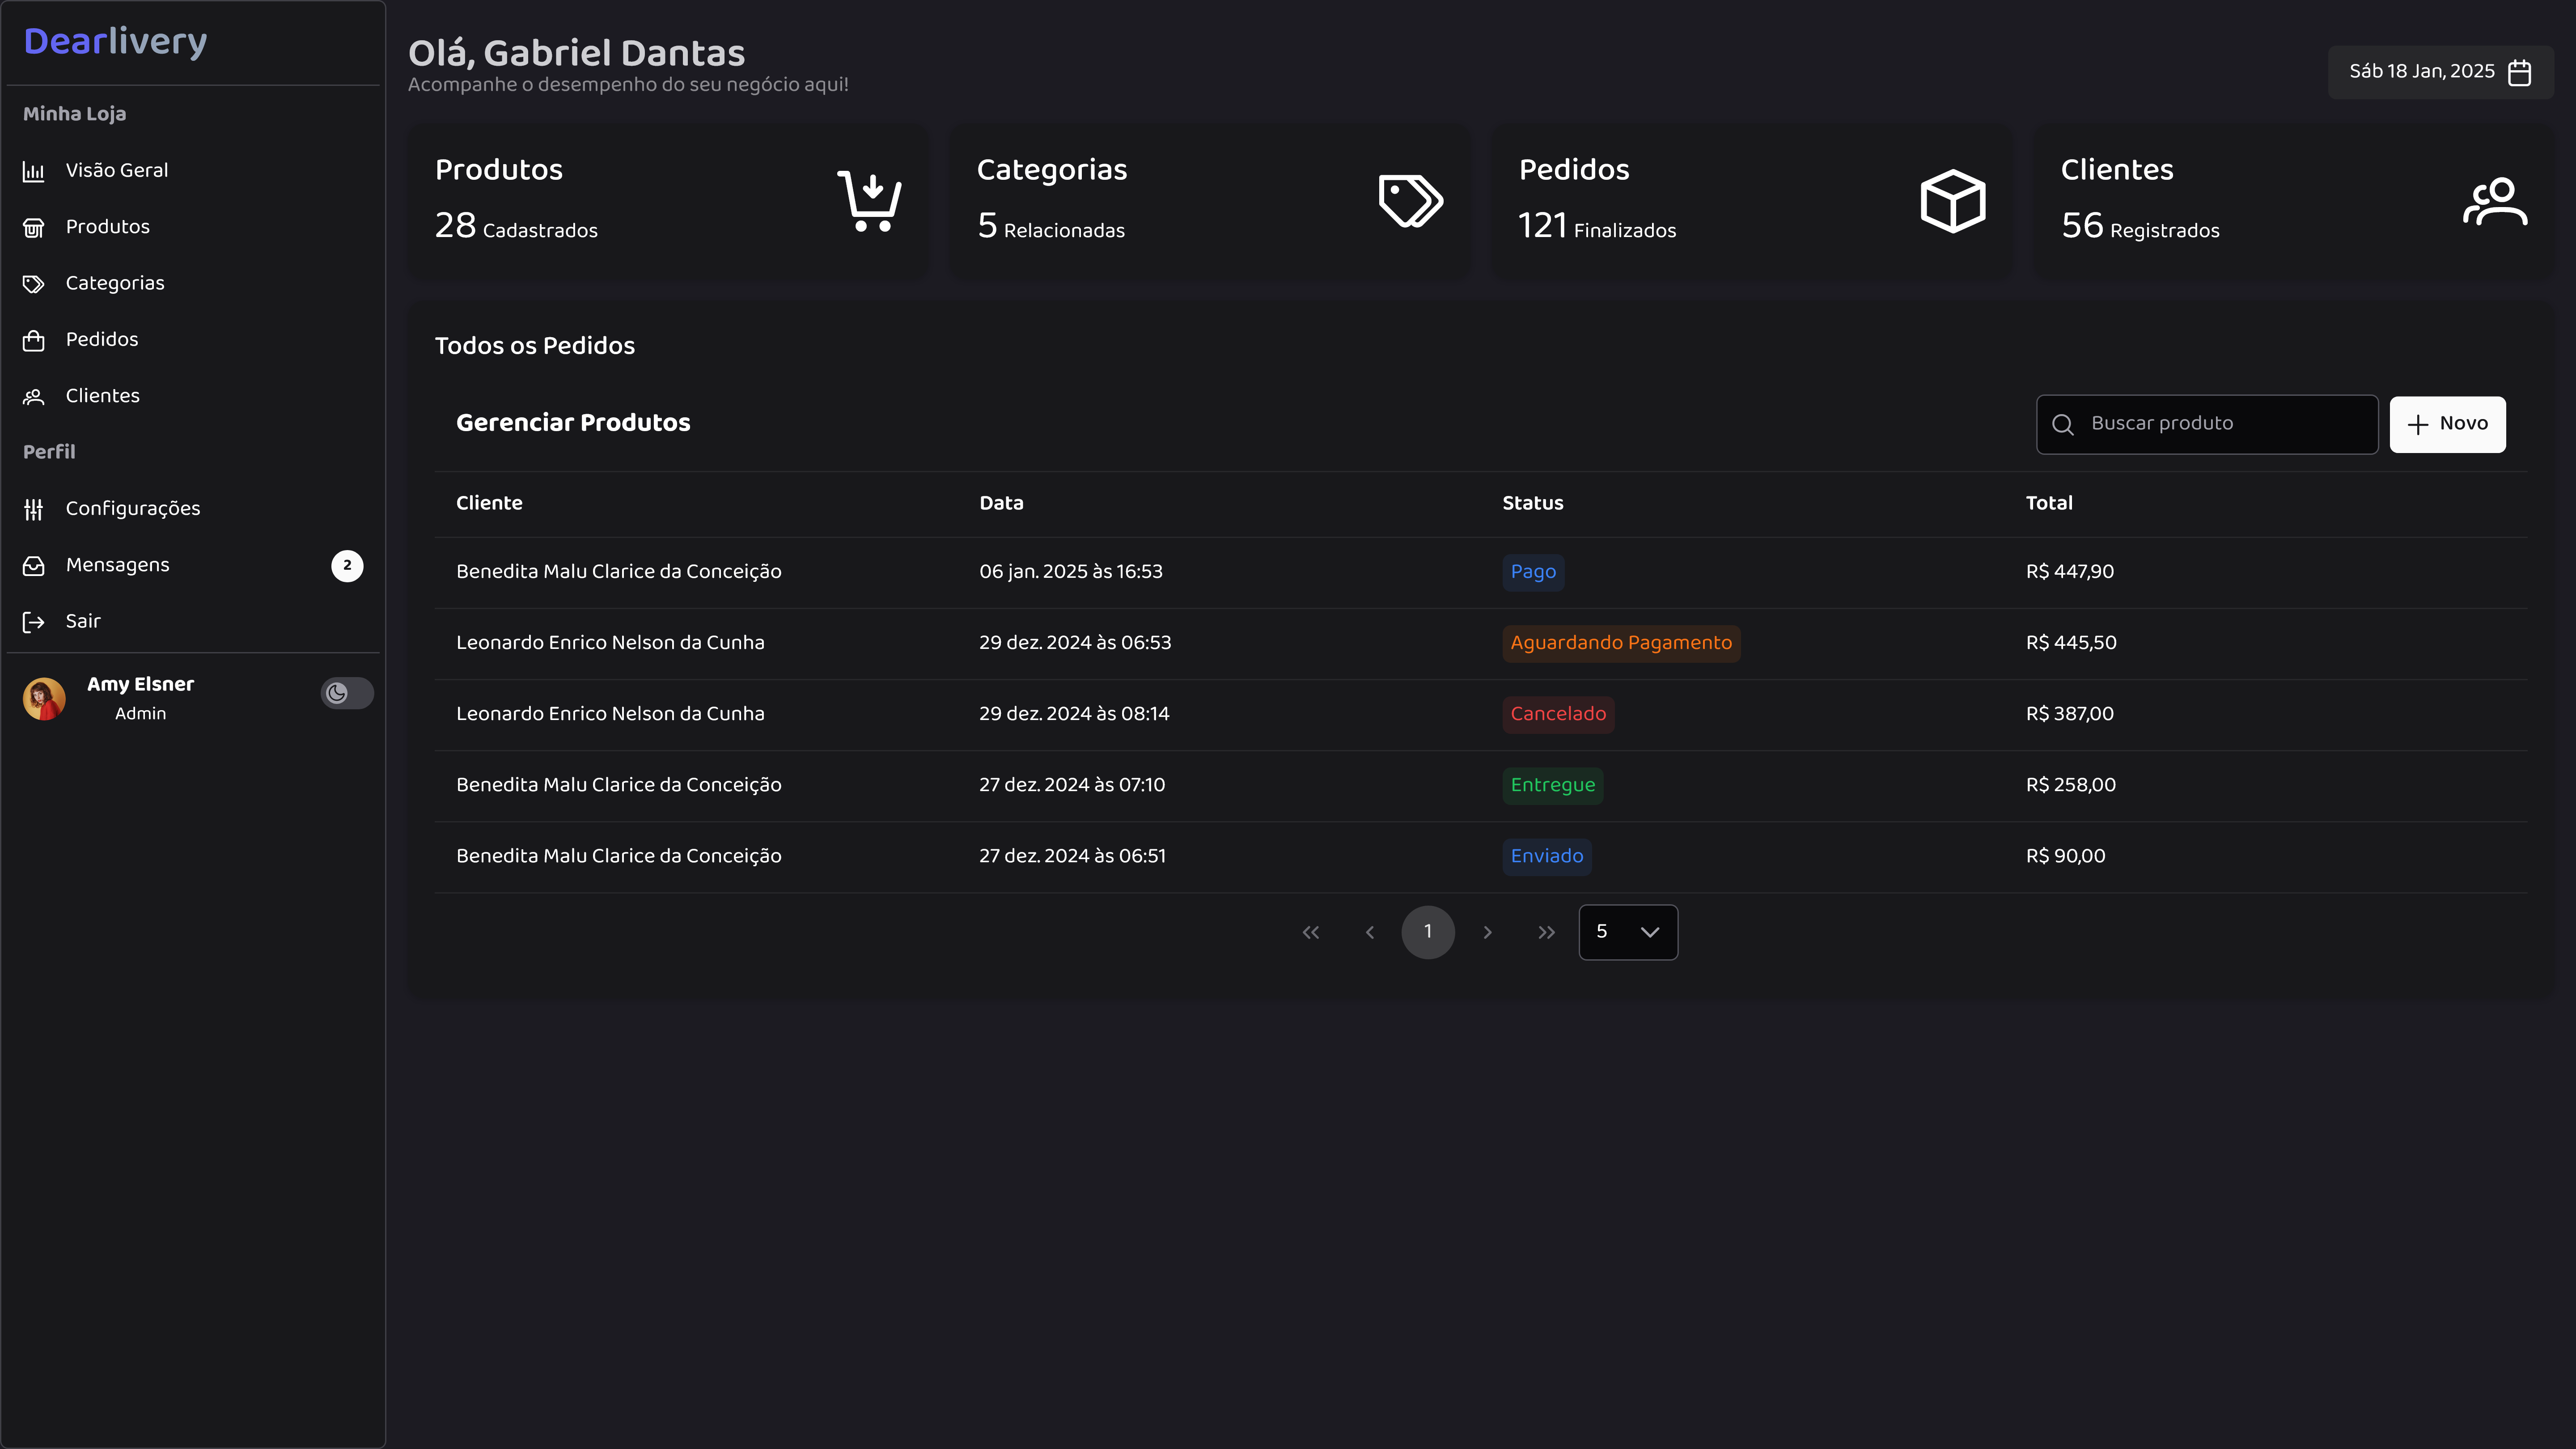 Dearlivery
Minha Loja
Visão Geral
Produtos
Categorias
Pedidos
Clientes
Perfil
Configurações
Mensagens 2
Sair
Amy Elsner
Admin
Olá, Gabriel Dantas
Acompanhe o desempenho do seu negócio aqui!
Sáb 18 Jan, 2025
Produtos
28 Cadastrados
Categorias
5 Relacionadas
Pedidos
121 Finalizados
Clientes
56 Registrados
Todos os Pedidos
Gerenciar Produtos
Buscar produto
Novo
Cliente Data Status Total
Benedita Malu Clarice da Conceição 06 jan. 2025 às 16:53 Pago R$ 447,90
Leonardo Enrico Nelson da Cunha 29 dez. 2024 às 06:53 Aguardando Pagamento R$ 445,50
Leonardo Enrico Nelson da Cunha 29 dez. 2024 às 08:14 Cancelado R$ 387,00
Benedita Malu Clarice da Conceição 27 dez. 2024 às 07:10 Entregue R$ 258,00
Benedita Malu Clarice da Conceição 27 dez. 2024 às 06:51 Enviado R$ 90,00
1 5